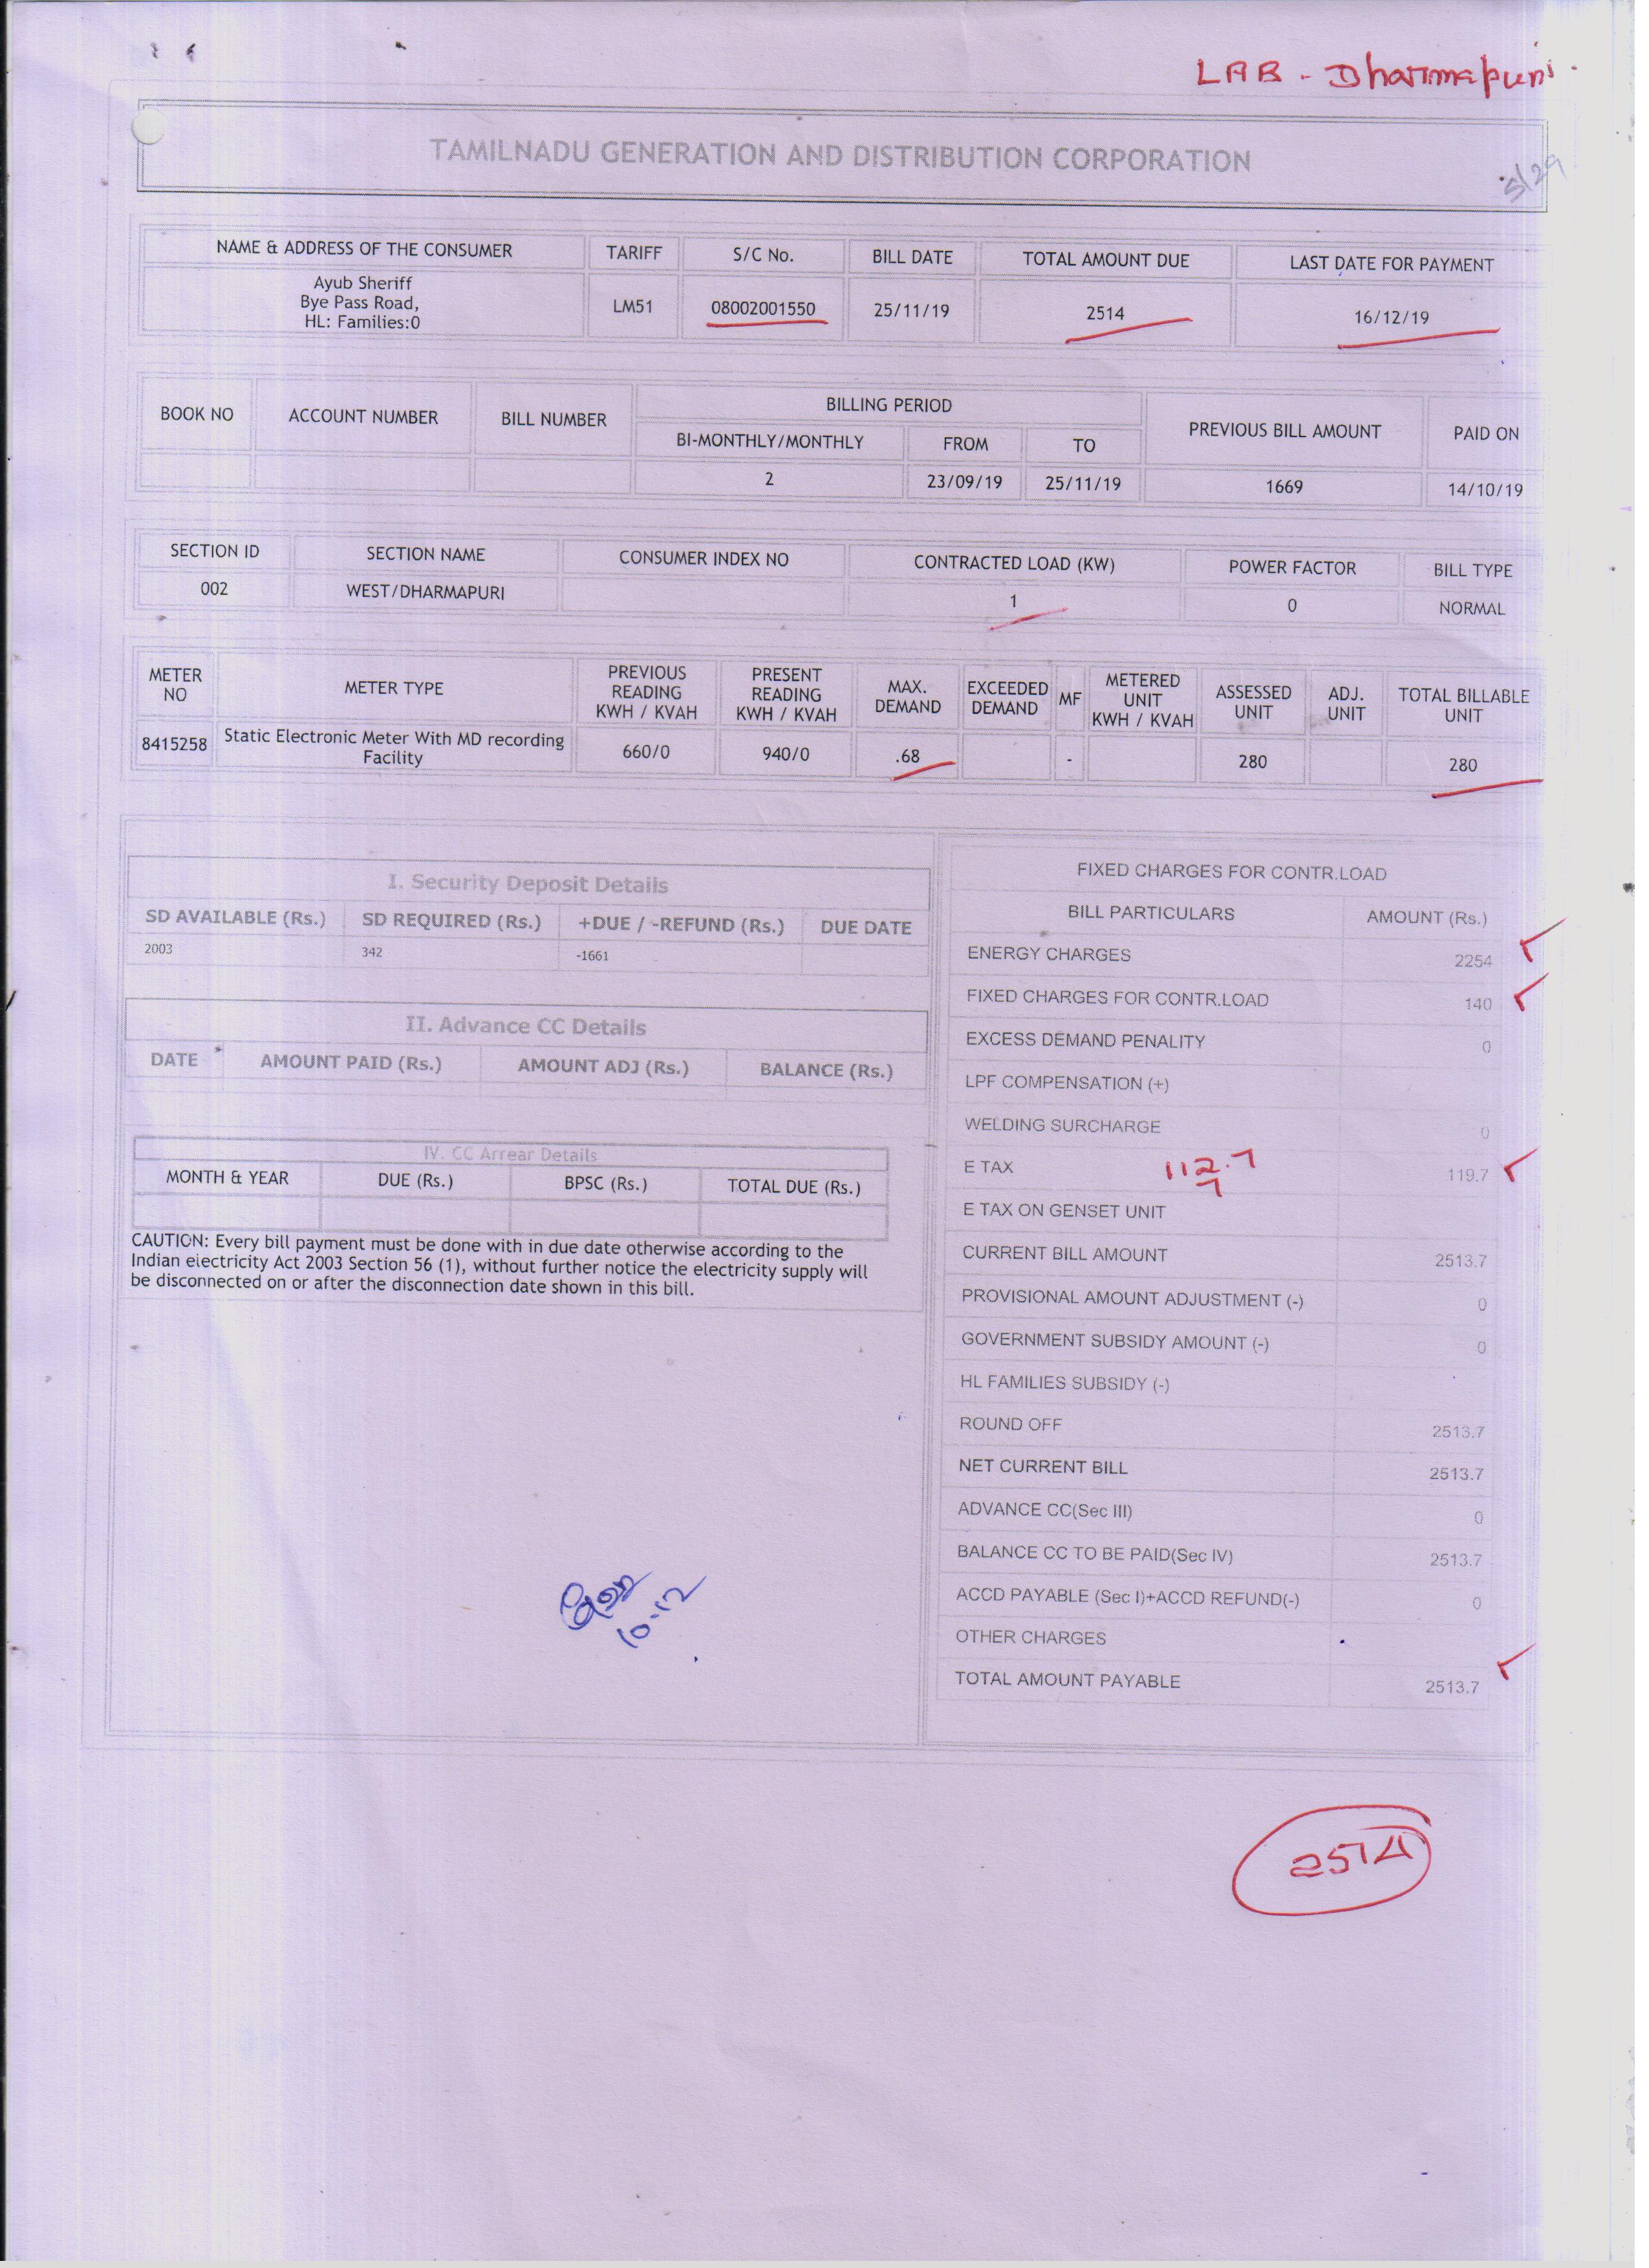 LAB - Dharmapuri.
TAMILNADU GENERATION AND DISTRIBUTION CORPORATION
5/29
NAME & ADDRESS OF THE CONSUMER TARIFF S/C No. BILL DATE TOTAL AMOUNT DUE LAST DATE FOR PAYMENT
Ayub Sheriff
Bye Pass Road,
HL: Families:0
LM51 08002001550 25/11/19 2514 16/12/19
BOOK NO ACCOUNT NUMBER BILL NUMBER BILLING PERIOD PREVIOUS BILL AMOUNT PAID ON
BI-MONTHLY/MONTHLY FROM TO
2 23/09/19 25/11/19 1669 14/10/19
SECTION ID SECTION NAME CONSUMER INDEX NO CONTRACTED LOAD (KW) POWER FACTOR BILL TYPE
002 WEST/DHARMAPURI 1 0 NORMAL
METER NO METER TYPE PREVIOUS READING KWH / KVAH PRESENT READING KWH / KVAH MAX. DEMAND EXCEEDED DEMAND MF METERED UNIT KWH / KVAH ASSESSED UNIT ADJ. UNIT TOTAL BILLABLE UNIT
8415258 Static Electronic Meter With MD recording Facility 660/0 940/0 .68 - 280 280
I. Security Deposit Details
SD AVAILABLE (Rs.) SD REQUIRED (Rs.) +DUE / -REFUND (Rs.) DUE DATE
2003 342 -1661
II. Advance CC Details
DATE AMOUNT PAID (Rs.) AMOUNT ADJ (Rs.) BALANCE (Rs.)
IV. CC Arrear Details
MONTH & YEAR DUE (Rs.) BPSC (Rs.) TOTAL DUE (Rs.)
CAUTION: Every bill payment must be done with in due date otherwise according to the
Indian electricity Act 2003 Section 56 (1), without further notice the electricity supply will
be disconnected on or after the disconnection date shown in this bill.
FIXED CHARGES FOR CONTR.LOAD
BILL PARTICULARS AMOUNT (Rs.)
ENERGY CHARGES 2254
FIXED CHARGES FOR CONTR.LOAD 140
EXCESS DEMAND PENALITY 0
LPF COMPENSATION (+)
WELDING SURCHARGE 0
E TAX 112.7 119.7
7
E TAX ON GENSET UNIT
CURRENT BILL AMOUNT 2513.7
PROVISIONAL AMOUNT ADJUSTMENT (-) 0
GOVERNMENT SUBSIDY AMOUNT (-) 0
HL FAMILIES SUBSIDY (-)
ROUND OFF 2513.7
NET CURRENT BILL 2513.7
ADVANCE CC(Sec III) 0
BALANCE CC TO BE PAID(Sec IV) 2513.7
ACCD PAYABLE (Sec I)+ACCD REFUND(-) 0
OTHER CHARGES
TOTAL AMOUNT PAYABLE 2513.7
10-12
2514